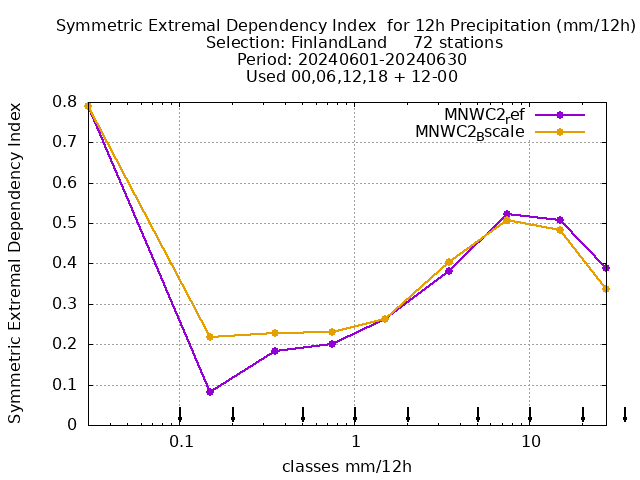 Symmetric Extremal Dependency Index  for 12h Precipitation (mm/12h)
Selection: FinlandLand     72 stations
Period: 20240601-20240630
Used 00,06,12,18 + 12-00
Symmetric Extremal Dependency Index
0.8
0.7
0.6
0.5
0.4
0.3
0.2
0.1
0
MNWC2ref
MNWC2Bscale
0.1
1
10
classes mm/12h